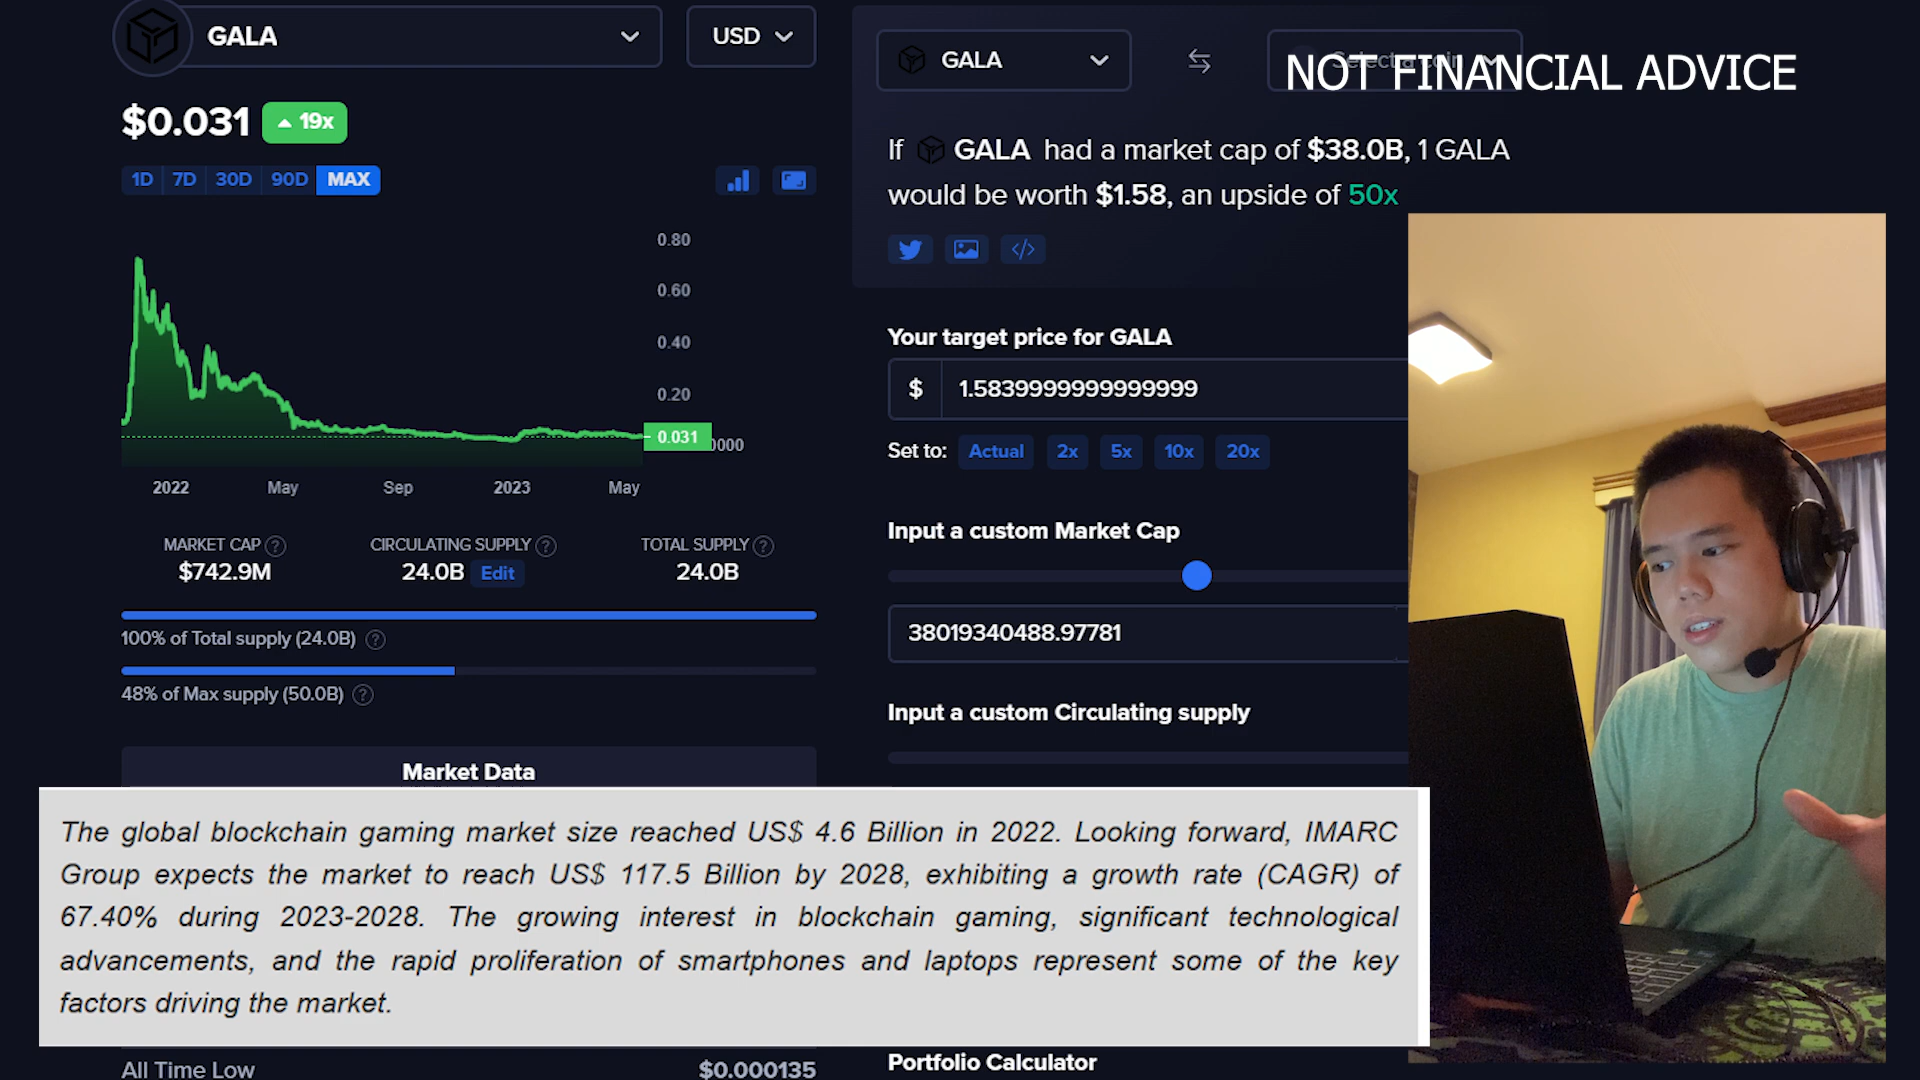 GALA
USD
$0.031
19x
1D 7D 30D 90D MAX
0.80
0.60
0.40
0.20
0.031
0000
2022 May Sep 2023 May
MARKET CAP ? CIRCULATING SUPPLY ? TOTAL SUPPLY ?
$742.9M 24.0B Edit 24.0B
100% of Total supply (24.0B) ?
48% of Max supply (50.0B) ?
Market Data
All Time Low $0.000135
GALA
Select a coin
NOT FINANCIAL ADVICE
If GALA had a market cap of $38.0B, 1 GALA
would be worth $1.58, an upside of 50x
</>
Your target price for GALA
$ 1.5839999999999999
Set to: Actual 2x 5x 10x 20x
Input a custom Market Cap
38019340488.97781
Input a custom Circulating supply
The global blockchain gaming market size reached US$ 4.6 Billion in 2022. Looking forward, IMARC
Group expects the market to reach US$ 117.5 Billion by 2028, exhibiting a growth rate (CAGR) of
67.40% during 2023-2028. The growing interest in blockchain gaming, significant technological
advancements, and the rapid proliferation of smartphones and laptops represent some of the key
factors driving the market.
Portfolio Calculator